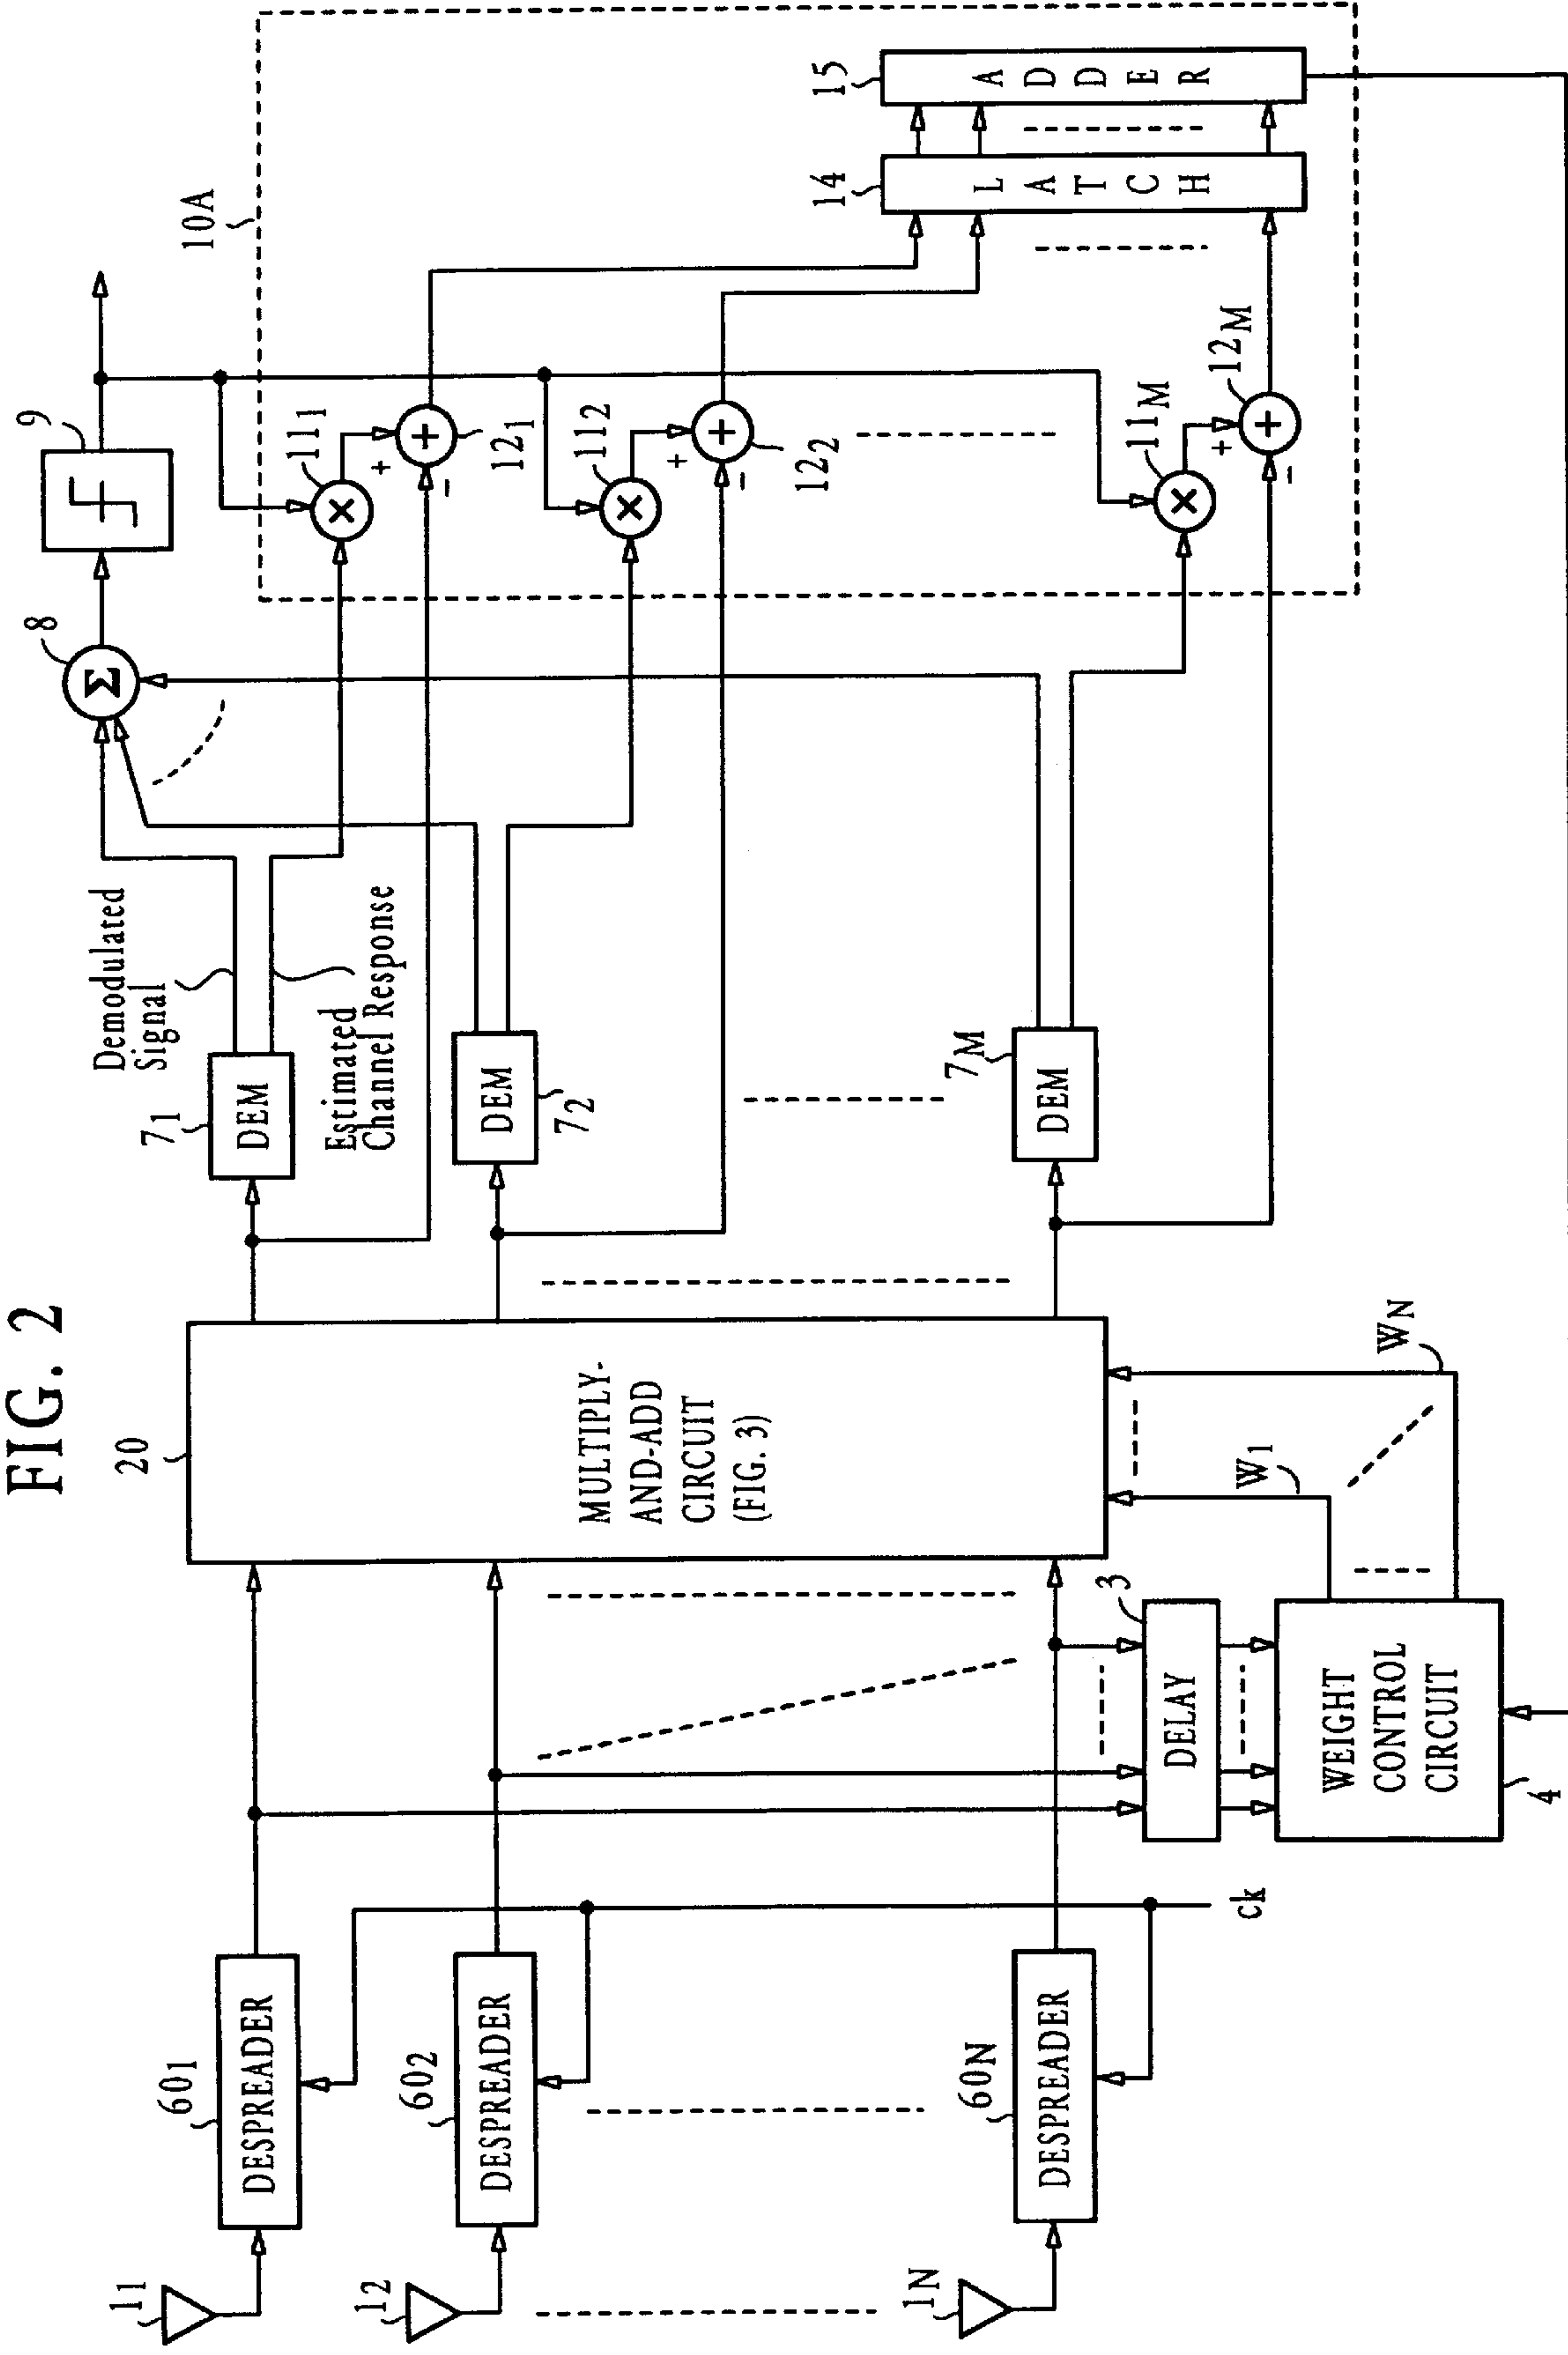 FIG. 2
1₁
60₁
DESPREADER
1₂
60₂
DESPREADER
1N
60N
DESPREADER
ck
3
DELAY
WEIGHT
CONTROL
CIRCUIT
4
W1
WN
20
MULTIPLY-
AND-ADD
CIRCUIT
(FIG. 3)
7₁
DEM
Demodulated
Signal
Estimated
Channel Response
DEM
7₂
7M
DEM
8
Σ
9
10A
11₁
×
+
+
−
12₁
11₂
×
+
+
−
12₂
11M
×
+
+
−
12M
14
LATCH
15
ADDER